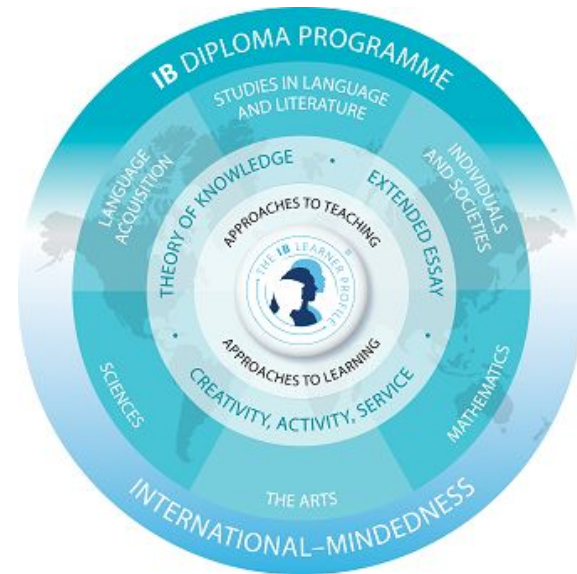 IB DIPLOMA PROGRAMME
STUDIES IN LANGUAGE
AND LITERATURE
LANGUAGE
ACQUISITION
INDIVIDUALS
AND SOCIETIES
THEORY OF KNOWLEDGE
·
EXTENDED ESSAY
APPROACHES TO TEACHING
THE IB LEARNER PROFILE
®
APPROACHES TO LEARNING
·
CREATIVITY, ACTIVITY, SERVICE
·
SCIENCES
MATHEMATICS
THE ARTS
INTERNATIONAL–MINDEDNESS